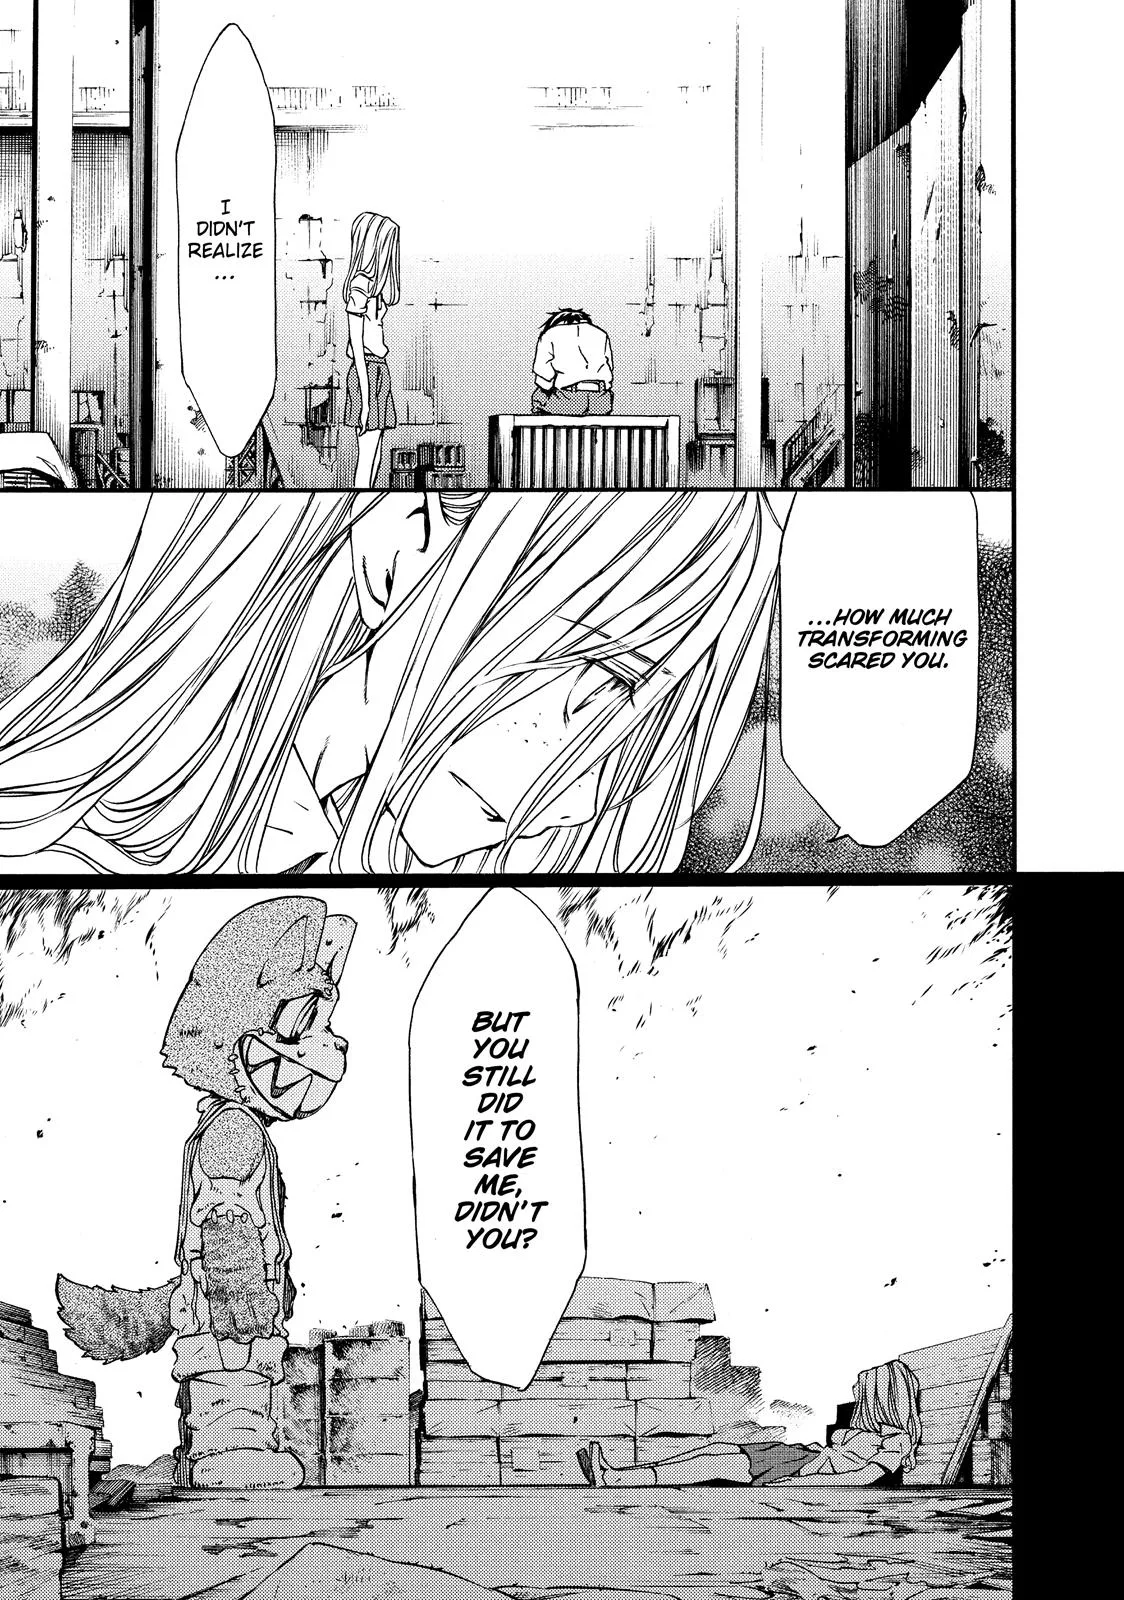 I
DIDN'T
REALIZE
...
...HOW MUCH
TRANSFORMING
SCARED YOU.
BUT
YOU
STILL
DID
IT TO
SAVE
ME,
DIDN'T
YOU?